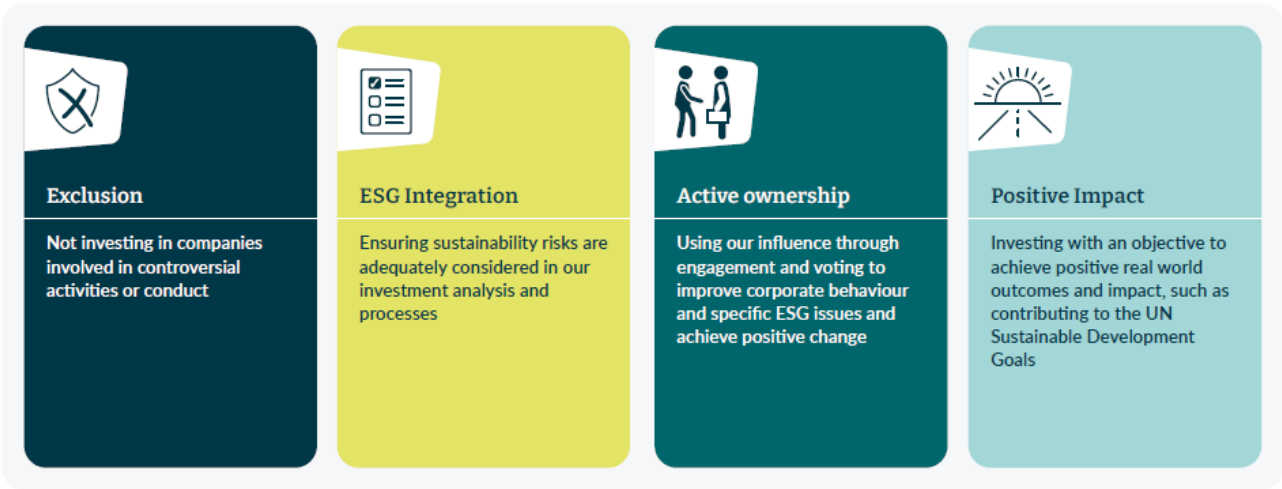 Exclusion
Not investing in companies
involved in controversial
activities or conduct
ESG Integration
Ensuring sustainability risks are
adequately considered in our
investment analysis and
processes
Active ownership
Using our influence through
engagement and voting to
improve corporate behaviour
and specific ESG issues and
achieve positive change
Positive Impact
Investing with an objective to
achieve positive real world
outcomes and impact, such as
contributing to the UN
Sustainable Development
Goals